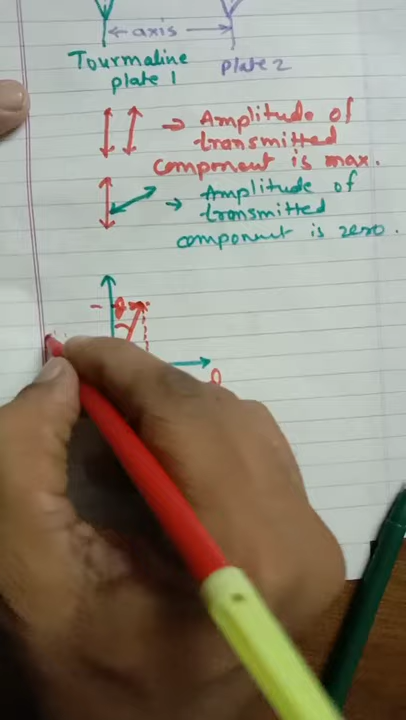 axis
Tourmaline
plate 1
plate 2
→ Amplitude of
transmitted
component is max.
→ Amplitude of
transmitted
component is zero.
θ